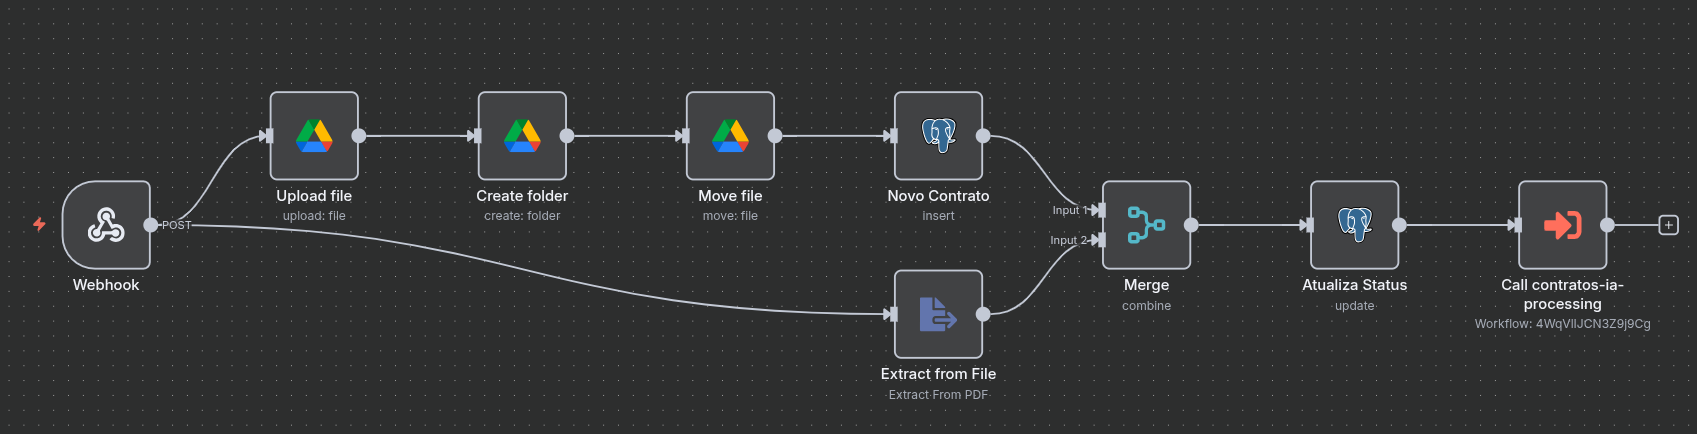 Upload file
upload: file
Create folder
create: folder
Move file
move: file
Novo Contrato
insert
POST
Webhook
Input 1
Input 2
Merge
combine
Atualiza Status
update
Call contratos-ia-
processing
Workflow: 4WqVIlJCN3Z9j9Cg
Extract from File
Extract From PDF